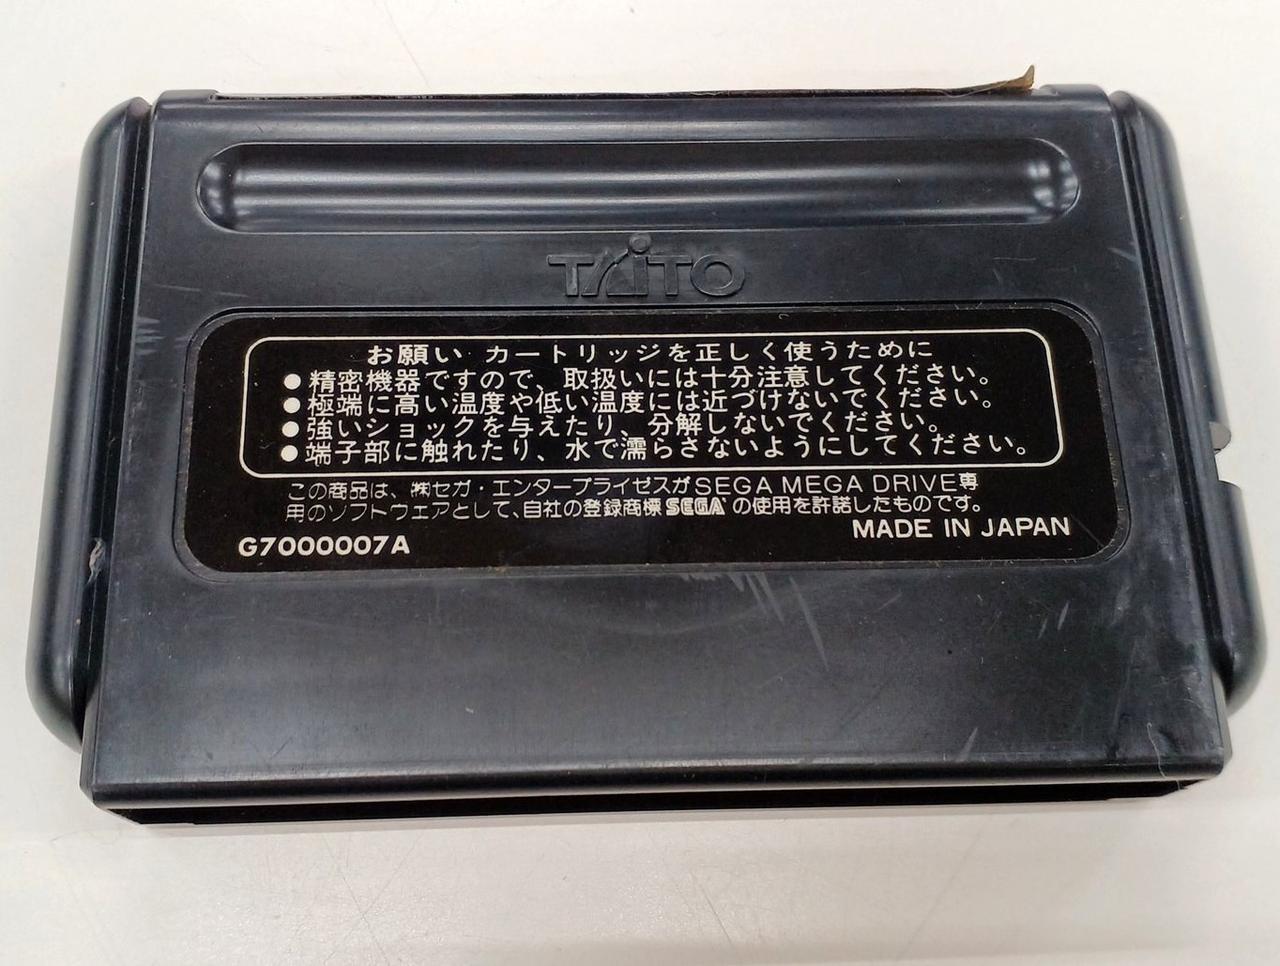 TAITO
お願い カートリッジを正しく使うために
●精密機器ですので、取扱いには十分注意してください。
●極端に高い温度や低い温度には近づけないでください。
●強いショックを与えたり、分解しないでください。
●端子部に触れたり、水で濡らさないようにしてください。
この商品は、㈱セガ・エンタープライゼスがSEGA MEGA DRIVE専
用のソフトウェアとして、自社の登録商標SEGAの使用を許諾したものです。
MADE IN JAPAN
G7000007A